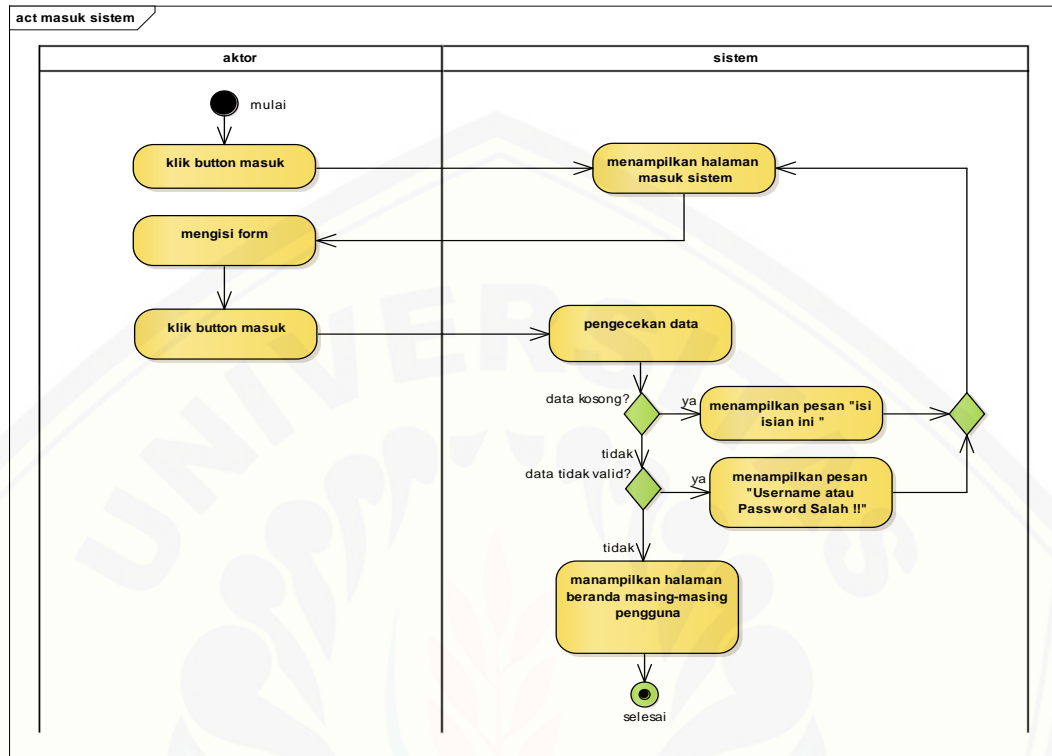 act masuk sistem
aktor
sistem
mulai
klik button masuk
menampilkan halaman
masuk sistem
mengisi form
klik button masuk
pengecekan data
data kosong?
ya
menampilkan pesan "isi
isian ini "
tidak
data tidak valid?
ya
menampilkan pesan
"Username atau
Password Salah !!"
tidak
manampilkan halaman
beranda masing-masing
pengguna
selesai
UNIVERSITAS